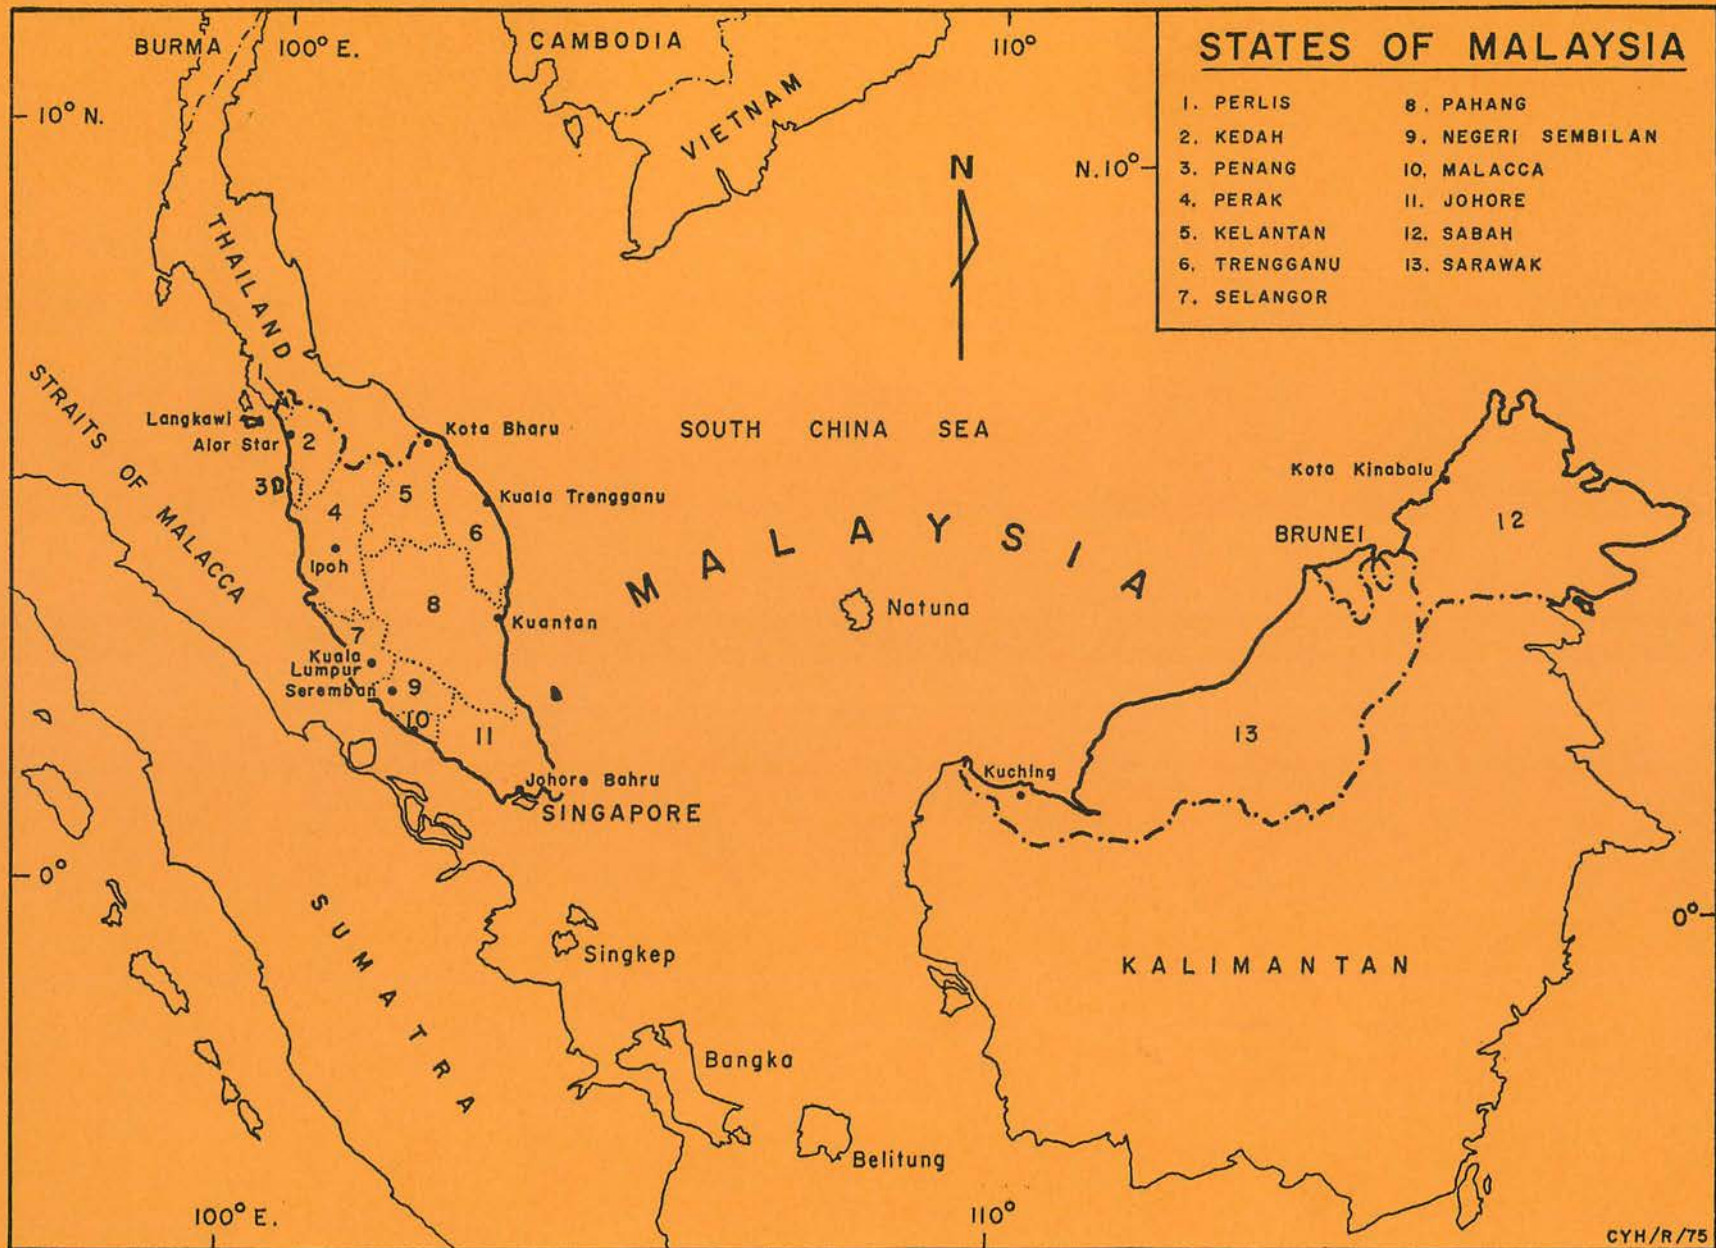 BURMA
100° E.
CAMBODIA
110°
STATES OF MALAYSIA
1. PERLIS
2. KEDAH
3. PENANG
4. PERAK
5. KELANTAN
6. TRENGGANU
7. SELANGOR
8. PAHANG
9. NEGERI SEMBILAN
10. MALACCA
11. JOHORE
12. SABAH
13. SARAWAK
10° N.
VIETNAM
N
N. 10°
THAILAND
STRAITS OF MALACCA
1
Langkawi
Alor Star
2
Kota Bharu
SOUTH CHINA SEA
3
4
5
Kuala Trengganu
6
Ipoh
MALAYSIA
Kota Kinabalu
12
BRUNEI
8
Kuantan
Natuna
7
Kuala
Lumpur
Seremban
9
10
11
13
Johore Bahru
SINGAPORE
Kuching
0°
0°
SUMATRA
Singkep
KALIMANTAN
Bangka
Belitung
100° E.
110°
CYH/R/75